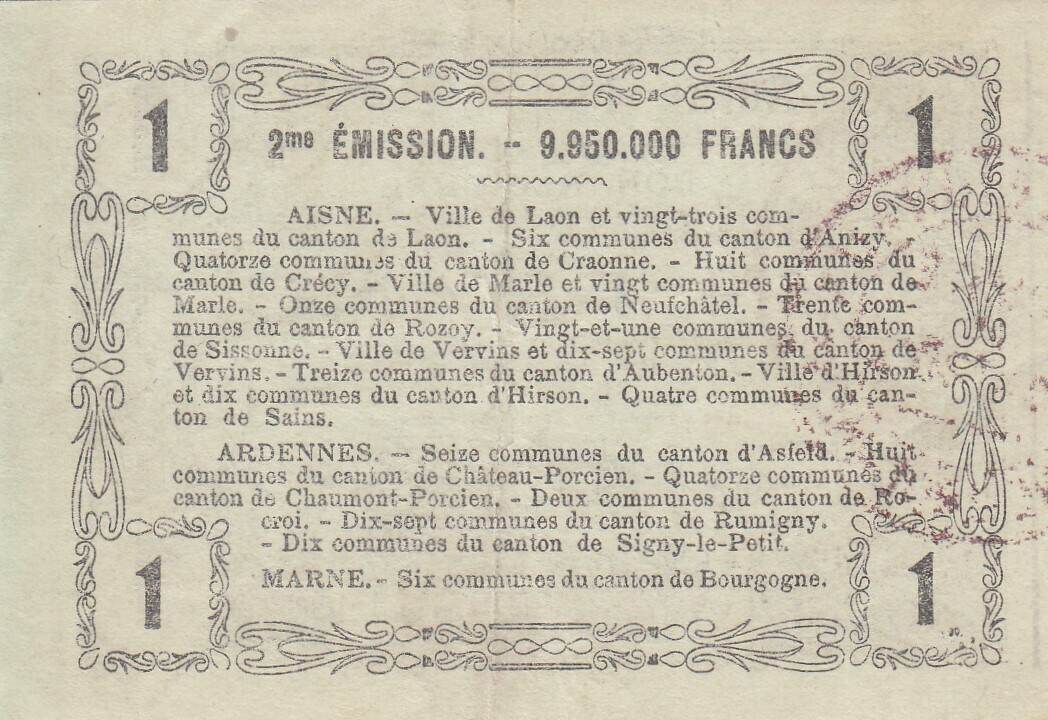 1 1
2me ÉMISSION. -- 9.950.000 FRANCS
AISNE. — Ville de Laon et vingt-trois com-
munes du canton de Laon. - Six communes du canton d'Anizy. -
Quatorze communes du canton de Craonne. - Huit communes du
canton de Crécy. - Ville de Marle et vingt communes du canton de
Marle. - Onze communes du canton de Neufchâtel. - Trente com-
munes du canton de Rozoy. - Vingt-et-une communes du canton
de Sissonne. - Ville de Vervins et dix-sept communes du canton de
Vervins. - Treize communes du canton d'Aubenton. - Ville d'Hirson
et dix communes du canton d'Hirson. - Quatre communes du can-
ton de Sains.
ARDENNES. — Seize communes du canton d'Asfeld. - Huit
communes du canton de Château-Porcien. - Quatorze communes du
canton de Chaumont-Porcien. - Deux communes du canton de Ro-
croi. - Dix-sept communes du canton de Rumigny.
- Dix communes du canton de Signy-le-Petit.
MARNE. - Six communes du canton de Bourgogne.
1 1